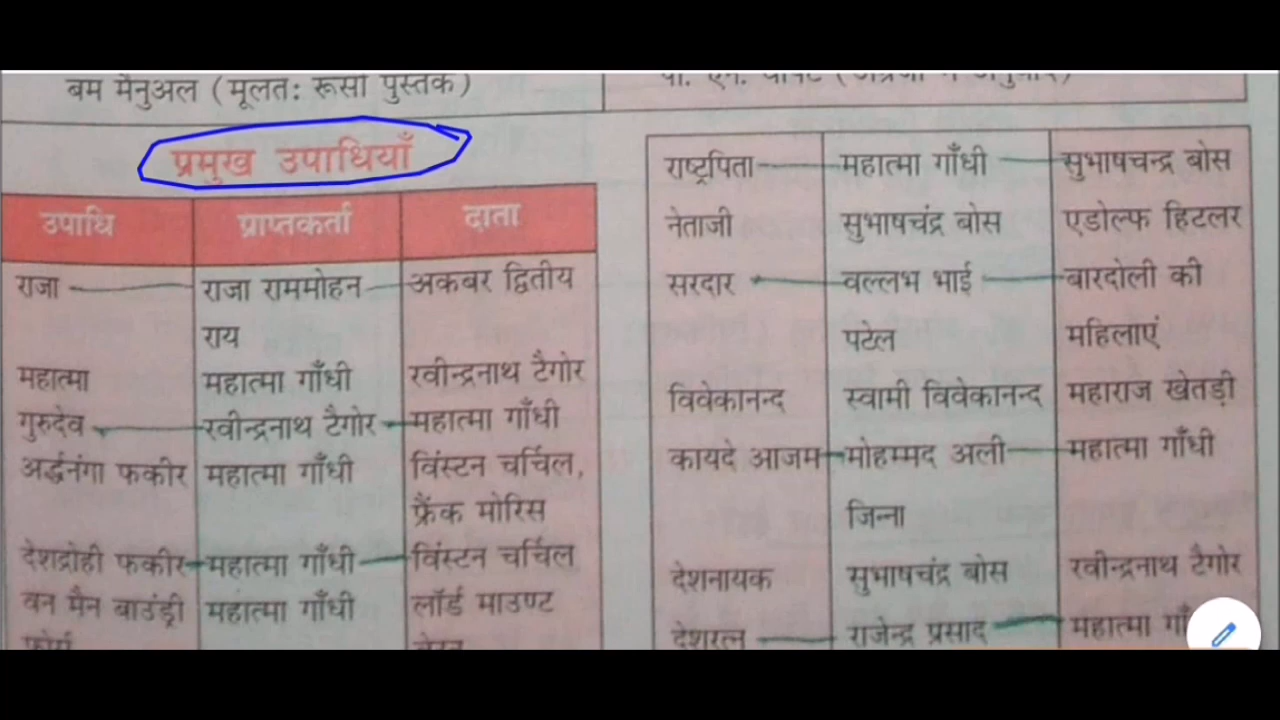 बम मैनुअल (मूलतः रूसी पुस्तक)
प्रमुख उपाधियाँ
उपाधि प्राप्तकर्ता दाता
राजा राजा राममोहन अकबर द्वितीय
राय
महात्मा महात्मा गाँधी रवीन्द्रनाथ टैगोर
गुरुदेव रवीन्द्रनाथ टैगोर महात्मा गाँधी
अर्द्धनंगा फकीर महात्मा गाँधी विंस्टन चर्चिल,
फ्रैंक मोरिस
देशद्रोही फकीर महात्मा गाँधी विंस्टन चर्चिल
वन मैन बाउंड्री महात्मा गाँधी लॉर्ड माउण्ट
राष्ट्रपिता महात्मा गाँधी सुभाषचन्द्र बोस
नेताजी सुभाषचंद्र बोस एडोल्फ हिटलर
सरदार वल्लभ भाई बारदोली की
पटेल महिलाएं
विवेकानन्द स्वामी विवेकानन्द महाराज खेतड़ी
कायदे आजम मोहम्मद अली महात्मा गाँधी
जिन्ना
देशनायक सुभाषचंद्र बोस रवीन्द्रनाथ टैगोर
देशरत्न राजेन्द्र प्रसाद महात्मा